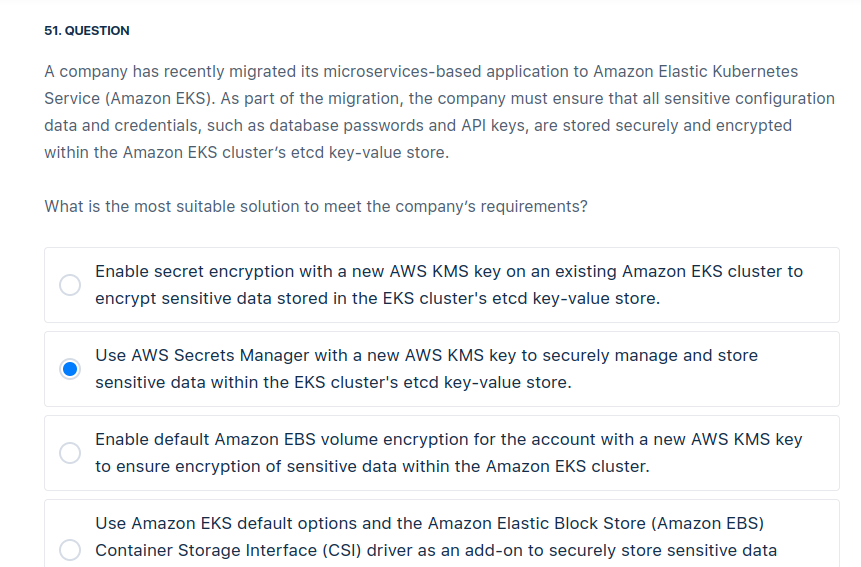 51. QUESTION
A company has recently migrated its microservices-based application to Amazon Elastic Kubernetes
Service (Amazon EKS). As part of the migration, the company must ensure that all sensitive configuration
data and credentials, such as database passwords and API keys, are stored securely and encrypted
within the Amazon EKS cluster‘s etcd key-value store.
What is the most suitable solution to meet the company‘s requirements?
Enable secret encryption with a new AWS KMS key on an existing Amazon EKS cluster to
encrypt sensitive data stored in the EKS cluster's etcd key-value store.
Use AWS Secrets Manager with a new AWS KMS key to securely manage and store
sensitive data within the EKS cluster's etcd key-value store.
Enable default Amazon EBS volume encryption for the account with a new AWS KMS key
to ensure encryption of sensitive data within the Amazon EKS cluster.
Use Amazon EKS default options and the Amazon Elastic Block Store (Amazon EBS)
Container Storage Interface (CSI) driver as an add-on to securely store sensitive data